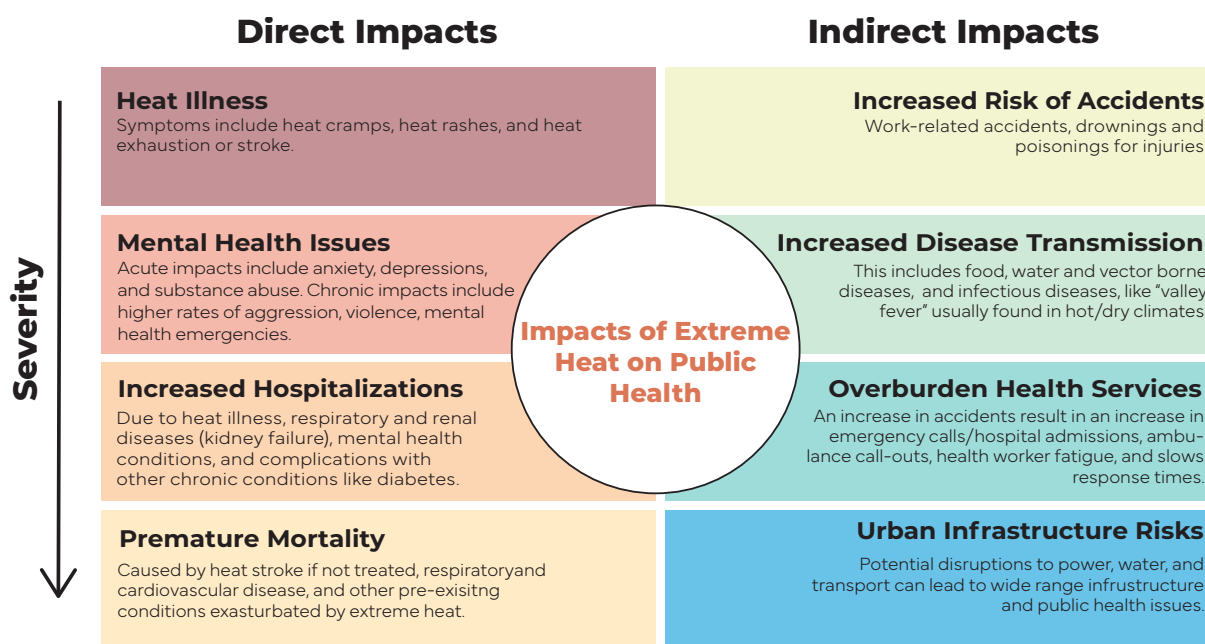 Direct Impacts
Indirect Impacts
Severity
Heat Illness
Symptoms include heat cramps, heat rashes, and heat
exhaustion or stroke.
Increased Risk of Accidents
Work-related accidents, drownings and
poisonings for injuries
Mental Health Issues
Acute impacts include anxiety, depressions,
and substance abuse. Chronic impacts include
higher rates of aggression, violence, mental
health emergencies.
Increased Disease Transmission
This includes food, water and vector borne
diseases,  and infectious diseases, like "valley
fever" usually found in hot/dry climates
Impacts of Extreme
Heat on Public
Health
Increased Hospitalizations
Due to heat illness, respiratory and renal
diseases (kidney failure), mental health
conditions, and complications with
other chronic conditions like diabetes.
Overburden Health Services
An increase in accidents result in an increase in
emergency calls/hospital admissions, ambu-
lance call-outs, health worker fatigue, and slows
response times.
Premature Mortality
Caused by heat stroke if not treated, respiratoryand
cardiovascular disease, and other pre-exisitng
conditions exasturbated by extreme heat.
Urban Infrastructure Risks
Potential disruptions to power, water, and
transport can lead to wide range infrustructure
and public health issues.